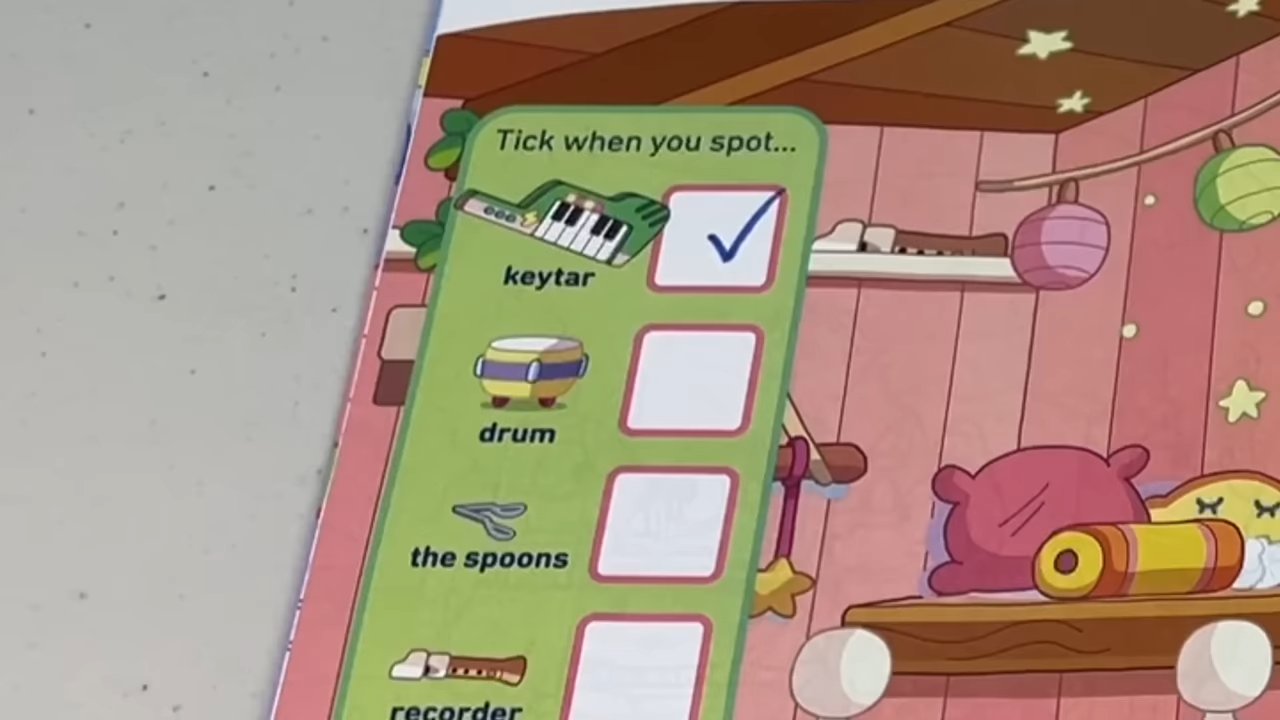 Tick when you spot...
keytar
drum
the spoons
recorder